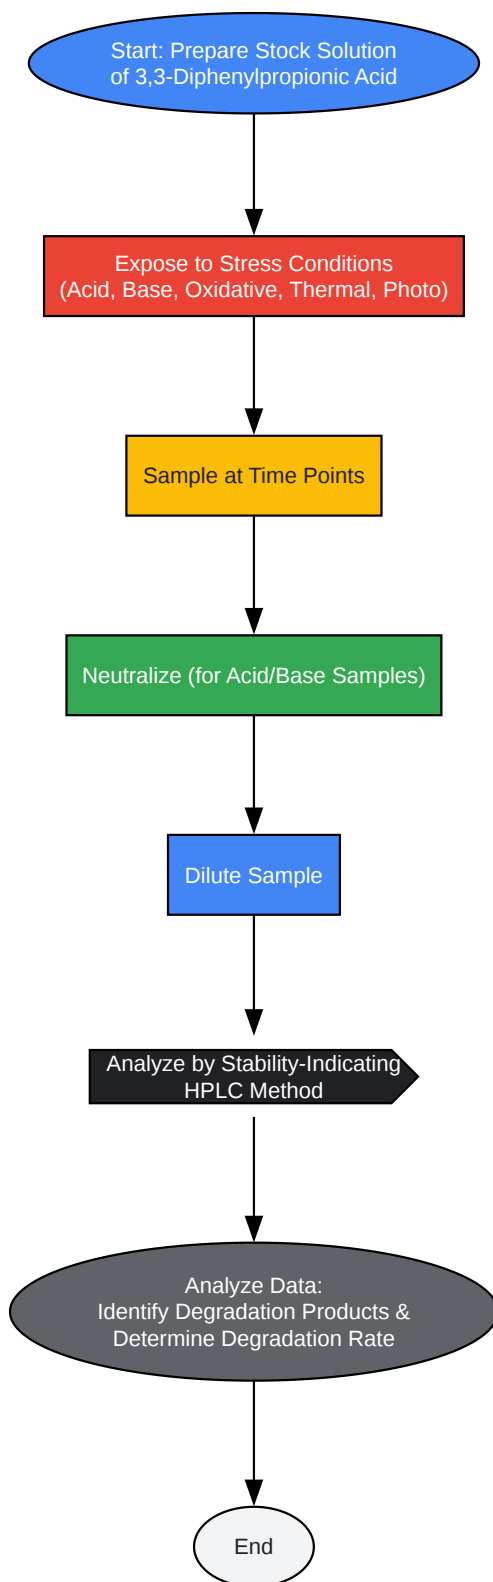 Start: Prepare Stock Solution
of 3,3-Diphenylpropionic Acid
Expose to Stress Conditions
(Acid, Base, Oxidative, Thermal, Photo)
Sample at Time Points
Neutralize (for Acid/Base Samples)
Dilute Sample
Analyze by Stability-Indicating
HPLC Method
Analyze Data:
Identify Degradation Products &
Determine Degradation Rate
End